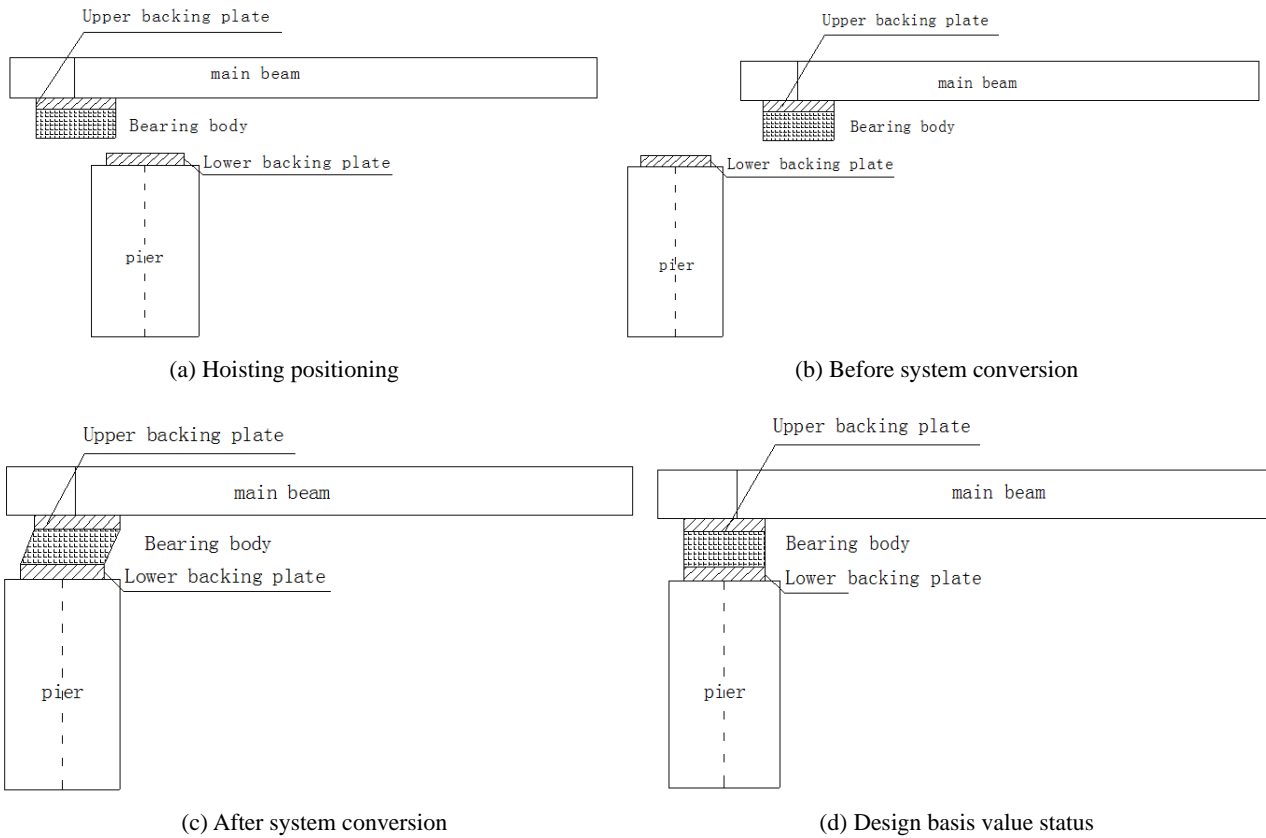 Upper backing plate
main beam
Bearing body
Lower backing plate
pier
(a) Hoisting positioning
Upper backing plate
main beam
Bearing body
Lower backing plate
pier
(b) Before system conversion
Upper backing plate
main beam
Bearing body
Lower backing plate
pier
(c) After system conversion
Upper backing plate
main beam
Bearing body
Lower backing plate
pier
(d) Design basis value status